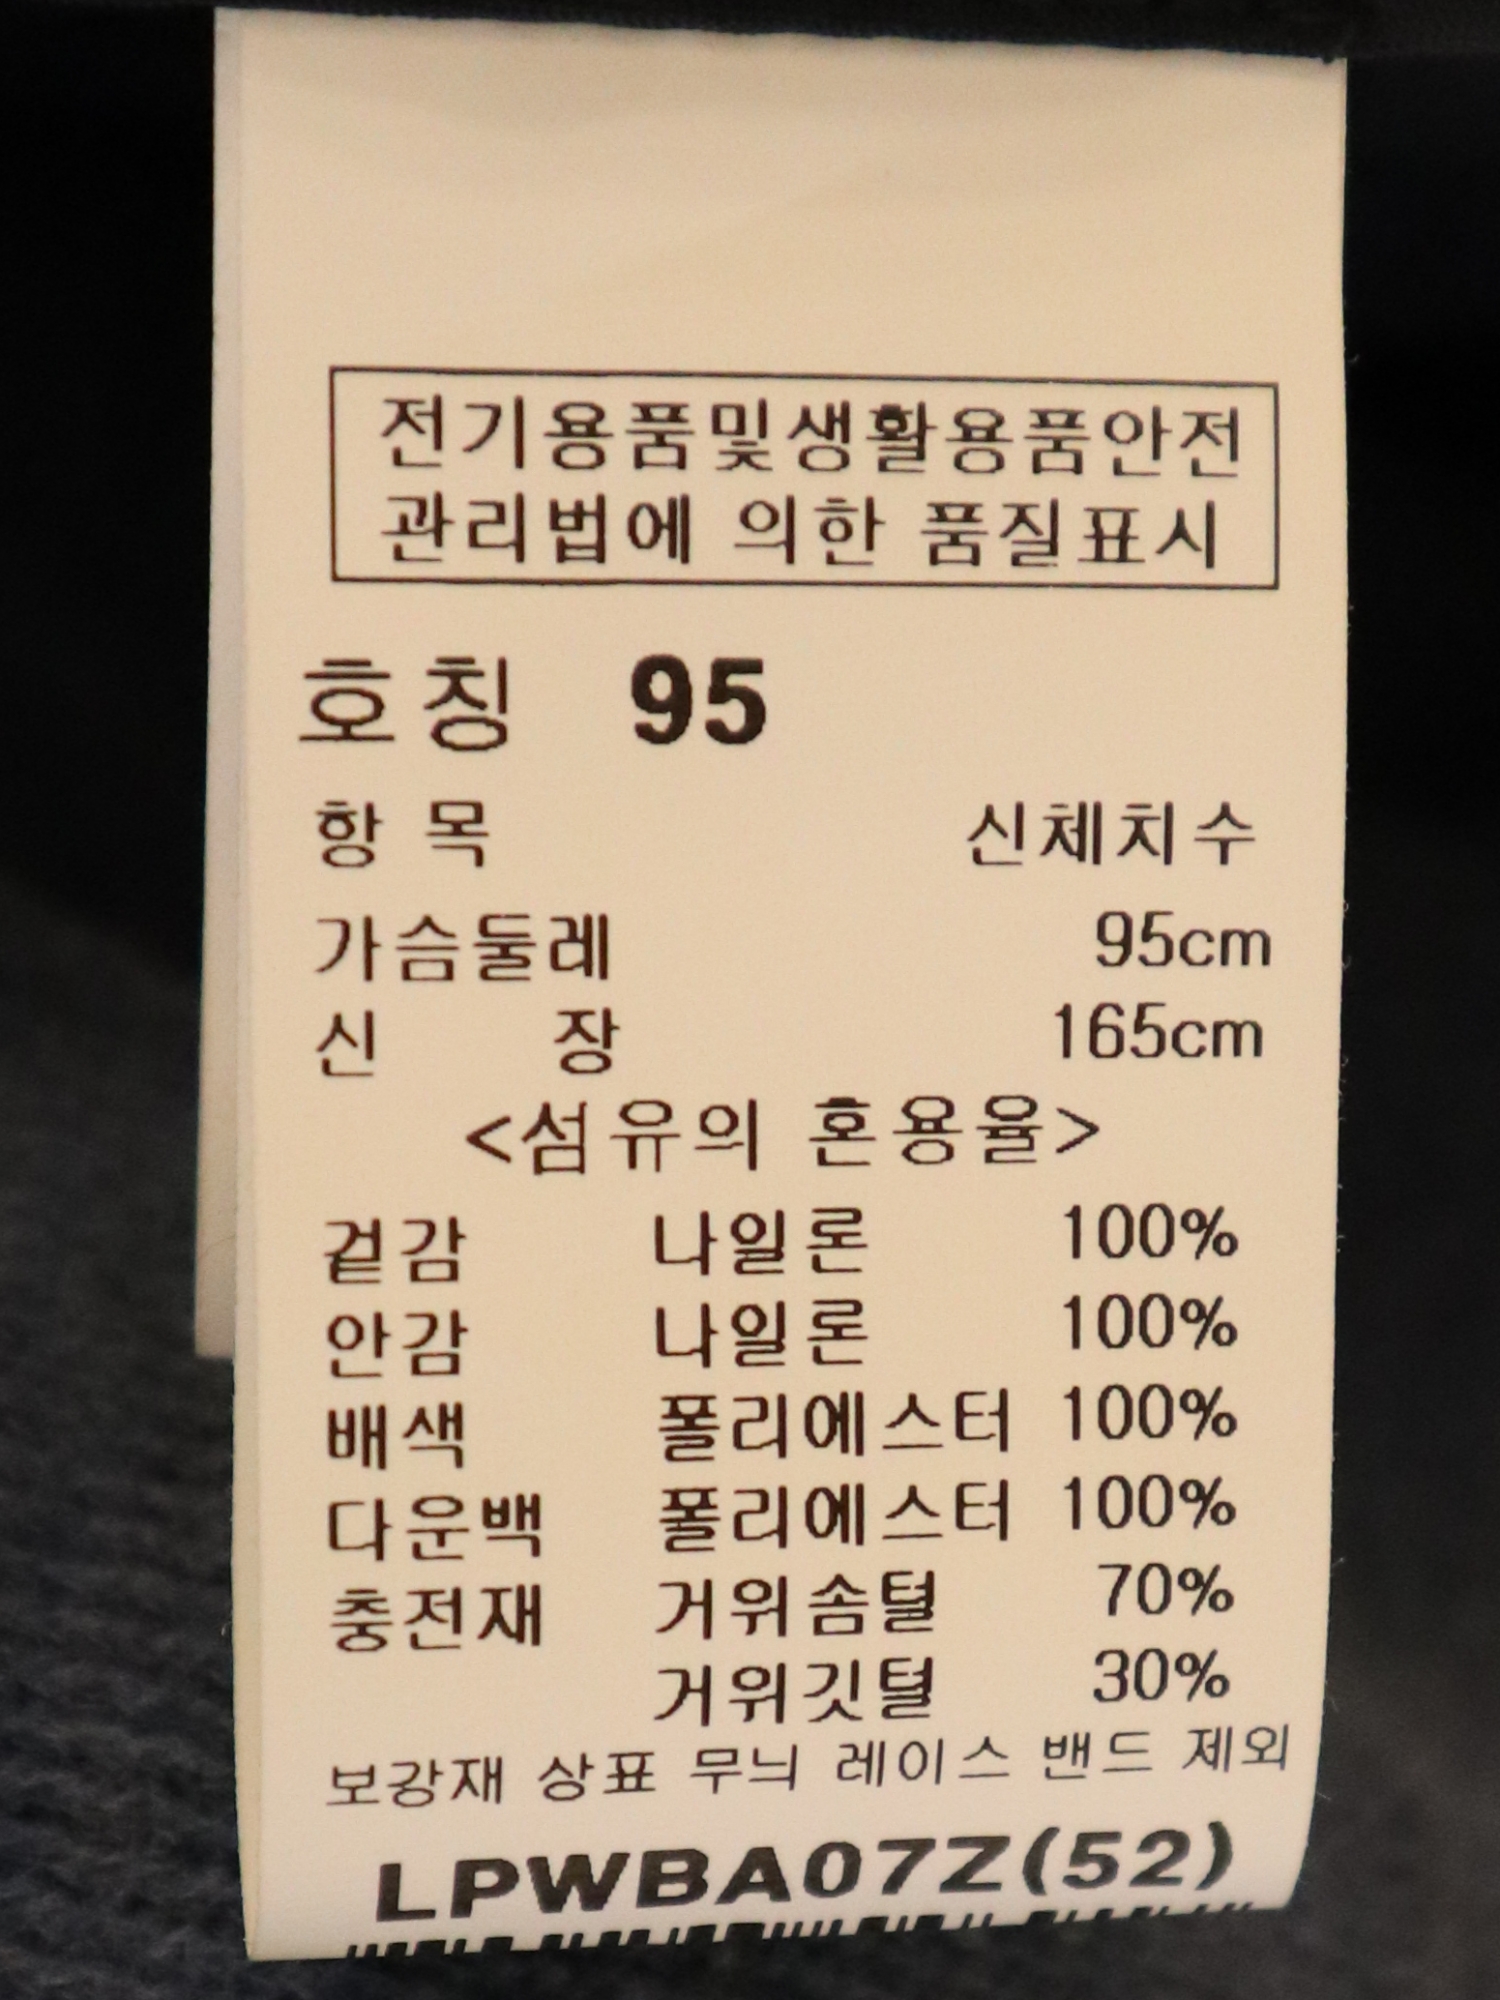 전기용품및생활용품안전
관리법에 의한 품질표시
호칭 95
항 목 신체치수
가슴둘레 95cm
신 장 165cm
<섬유의 혼용율>
겉감 나일론 100%
안감 나일론 100%
배색 폴리에스터 100%
다운백 폴리에스터 100%
충전재 거위솜털 70%
거위깃털 30%
보강재 상표 무늬 레이스 밴드 제외
LPWBA07Z(52)